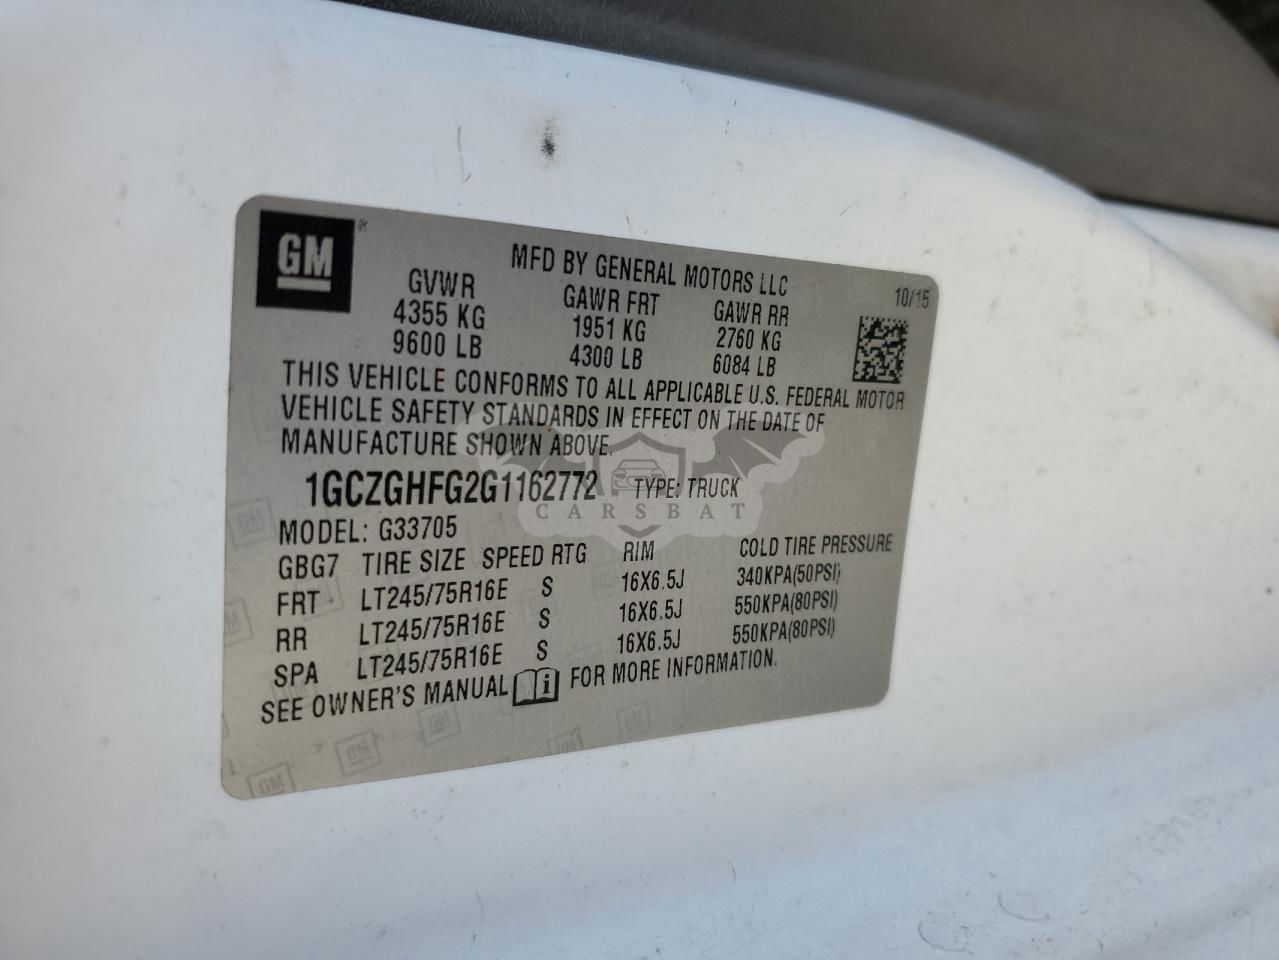 GM®
MFD BY GENERAL MOTORS LLC
10/15
GVWR GAWR FRT GAWR RR
4355 KG 1951 KG 2760 KG
9600 LB 4300 LB 6084 LB
THIS VEHICLE CONFORMS TO ALL APPLICABLE U.S. FEDERAL MOTOR
VEHICLE SAFETY STANDARDS IN EFFECT ON THE DATE OF
MANUFACTURE SHOWN ABOVE.
1GCZGHFG2G1162772 TYPE: TRUCK
CARSBAT
MODEL: G33705
GBG7 TIRE SIZE SPEED RTG RIM COLD TIRE PRESSURE
FRT LT245/75R16E S 16X6.5J 340KPA(50PSI)
RR LT245/75R16E S 16X6.5J 550KPA(80PSI)
SPA LT245/75R16E S 16X6.5J 550KPA(80PSI)
SEE OWNER'S MANUAL i FOR MORE INFORMATION.
GM
GM
GM
GM